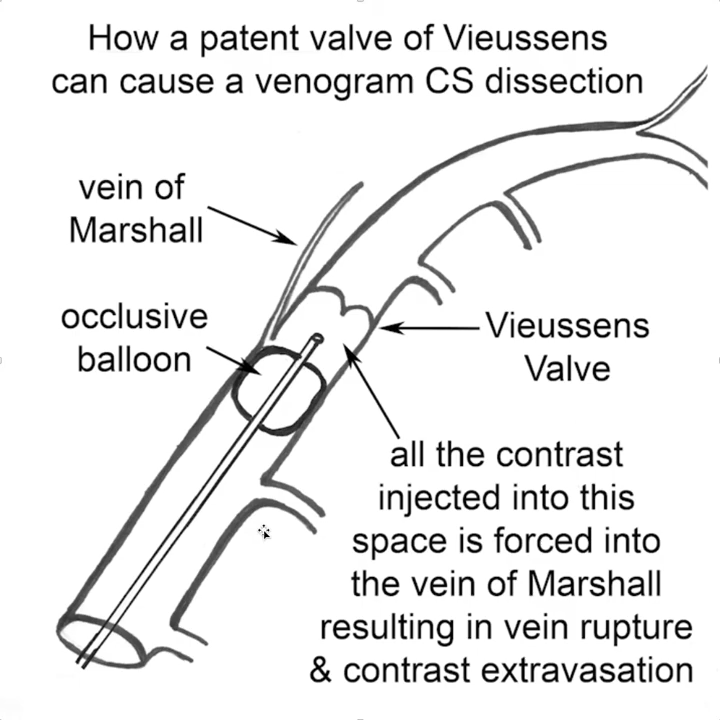 How a patent valve of Vieussens
can cause a venogram CS dissection
vein of
Marshall
occlusive
balloon
Vieussens
Valve
all the contrast
injected into this
space is forced into
the vein of Marshall
resulting in vein rupture
& contrast extravasation